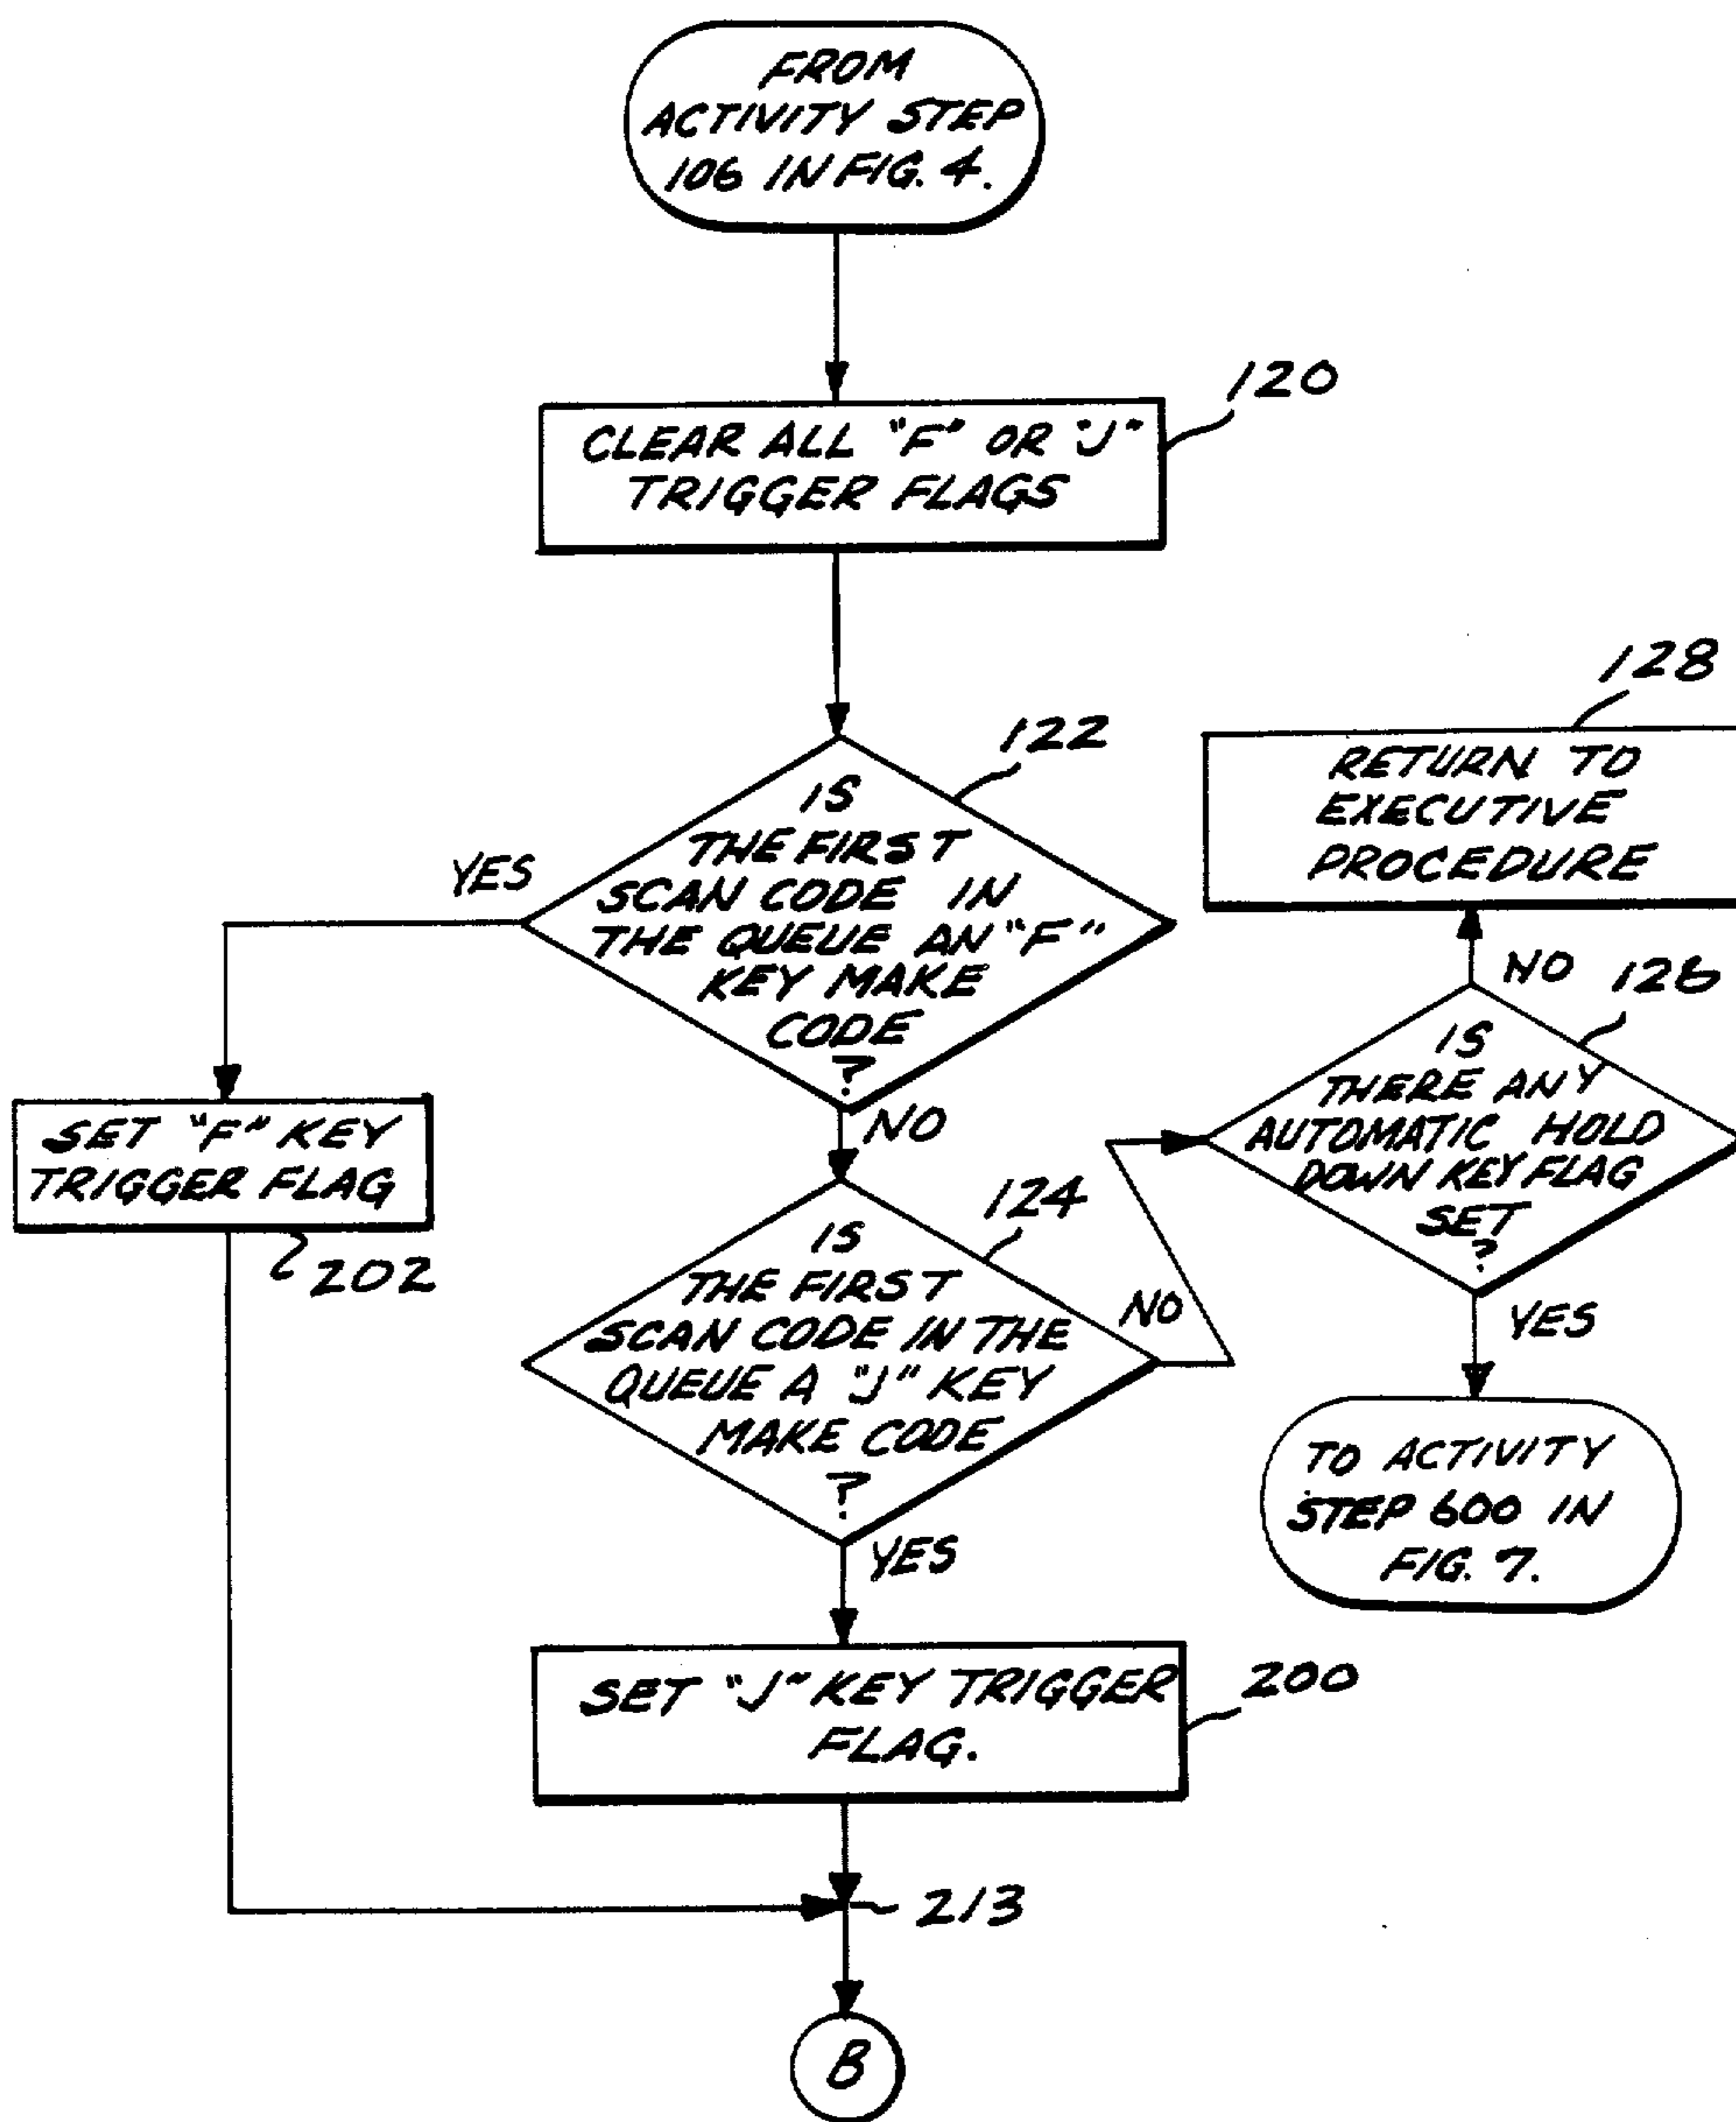 FROM
ACTIVITY STEP
106 IN FIG. 4.
120
CLEAR ALL "F" OR "J"
TRIGGER FLAGS
122
IS
THE FIRST
SCAN CODE IN
THE QUEUE AN "F"
KEY MAKE
CODE
?
YES
NO
128
RETURN TO
EXECUTIVE
PROCEDURE
NO
126
IS
THERE ANY
AUTOMATIC HOLD
DOWN KEY FLAG
SET
?
YES
TO ACTIVITY
STEP 600 IN
FIG. 7.
SET "F" KEY
TRIGGER FLAG
202
124
IS
THE FIRST
SCAN CODE IN THE
QUEUE A "J" KEY
MAKE CODE
?
NO
YES
SET "J" KEY TRIGGER
FLAG.
200
213
B